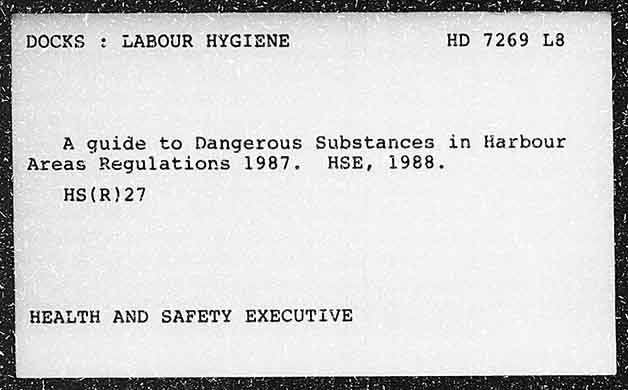 DOCKS : LABOUR HYGIENE HD 7269 L8
A guide to Dangerous Substances in Harbour
Areas Regulations 1987. HSE, 1988.
HS(R)27
HEALTH AND SAFETY EXECUTIVE